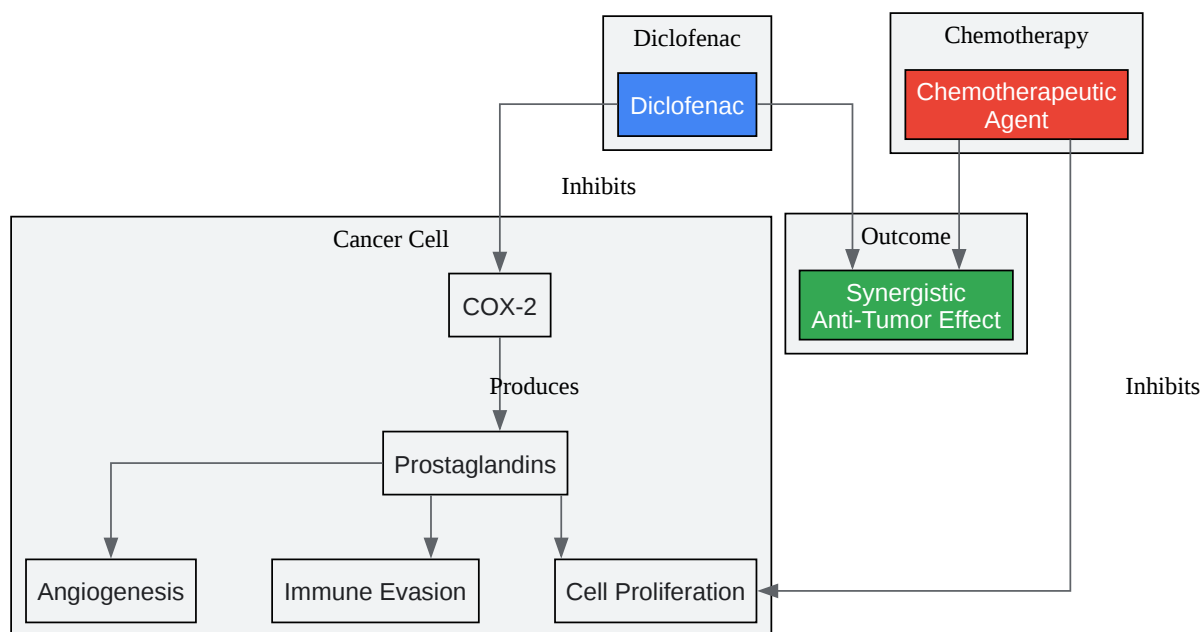 Diclofenac
Chemotherapy
Diclofenac
Chemotherapeutic
Agent
Inhibits
Cancer Cell
Outcome
COX-2
Synergistic
Anti-Tumor Effect
Produces
Inhibits
Prostaglandins
Angiogenesis
Immune Evasion
Cell Proliferation